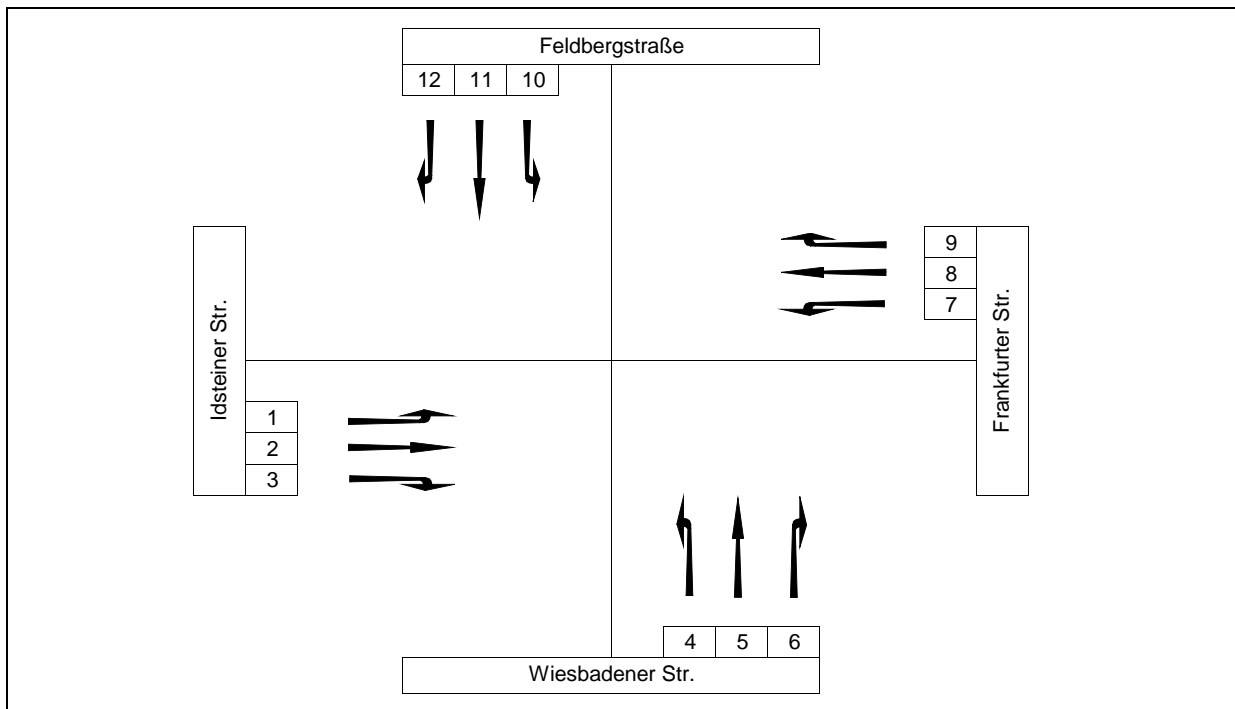 Feldbergstraße
12 11 10
Idsteiner Str.
1
2
3
9
8
7
Frankfurter Str.
4 5 6
Wiesbadener Str.